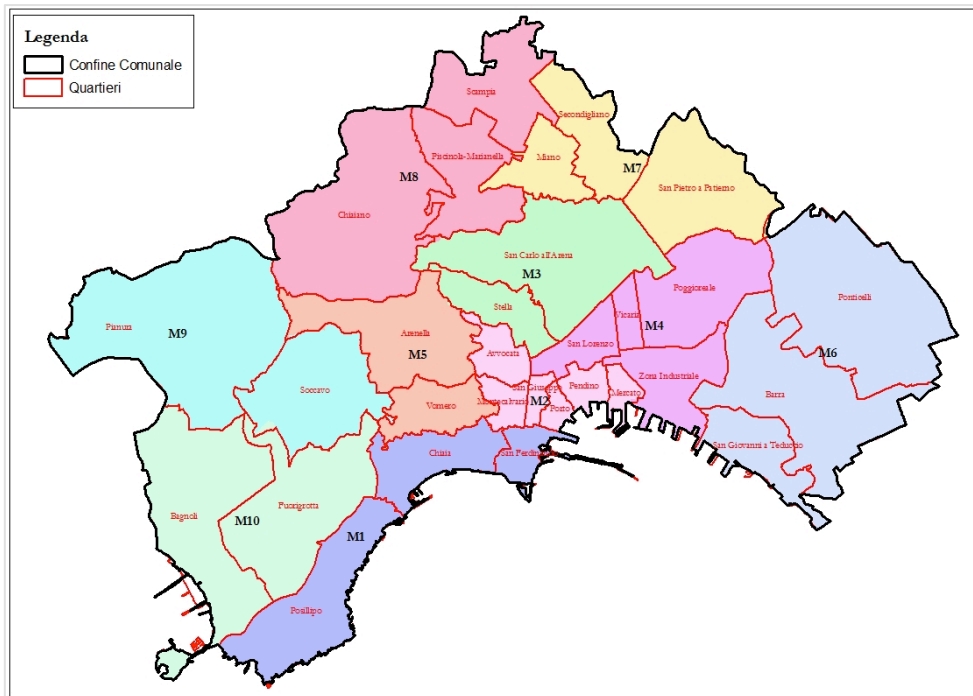 Legenda
Confine Comunale
Quartieri
Scampia
Secondigliano
Miano
Piscinola-Marianella
M8
M7
San Pietro a Patierno
Chiaiano
San Carlo all'Arena
M3
Poggioreale
Ponticelli
Stella
Vicaria
M4
Pianura
M9
Arenella
M5
Avvocata
San Lorenzo
M6
Soccavo
Zona Industriale
San Giuseppe
Pendino
Montecalvario
M2
Porto
Mercato
Barra
Vomero
Chiaia
San Ferdinando
San Giovanni a Teduccio
Bagnoli
Fuorigrotta
M10
M1
Posillipo